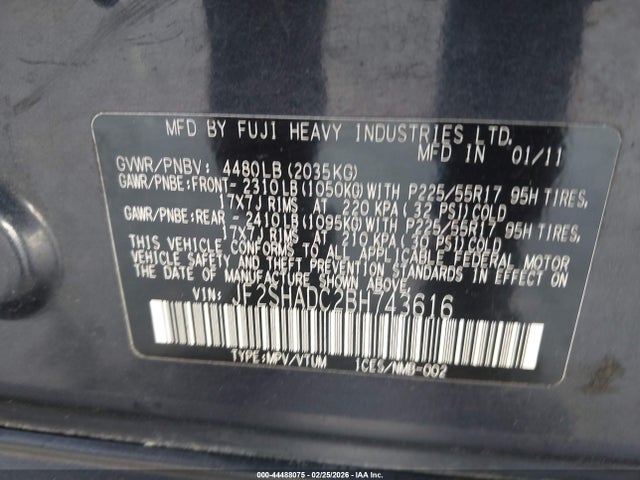 MFD BY FUJI HEAVY INDUSTRIES LTD.
MFD IN 01/11
GVWR/PNBV: 4480LB(2035KG)
GAWR/PNBE:FRONT- 2310LB(1050KG)WITH P225/55R17 95H TIRES,
17X7J RIMS AT 220 KPA( 32 PSI)COLD
GAWR/PNBE:REAR - 2410LB(1095KG)WITH P225/55R17 95H TIRES,
17X7J RIMS AT 210 KPA( 30 PSI)COLD
THIS VEHICLE CONFORMS TO ALL APPLICABLE FEDERAL MOTOR
VEHICLE SAFETY AND THEFT PREVENTION STANDARDS IN EFFECT ON
THE DATE OF MANUFACTURE SHOWN ABOVE.
VIN: JF2SHADC2BH743616
TYPE:MPV/VTUM ICES/NMB-002
000-44488075 - 02/25/2026 - IAA Inc.